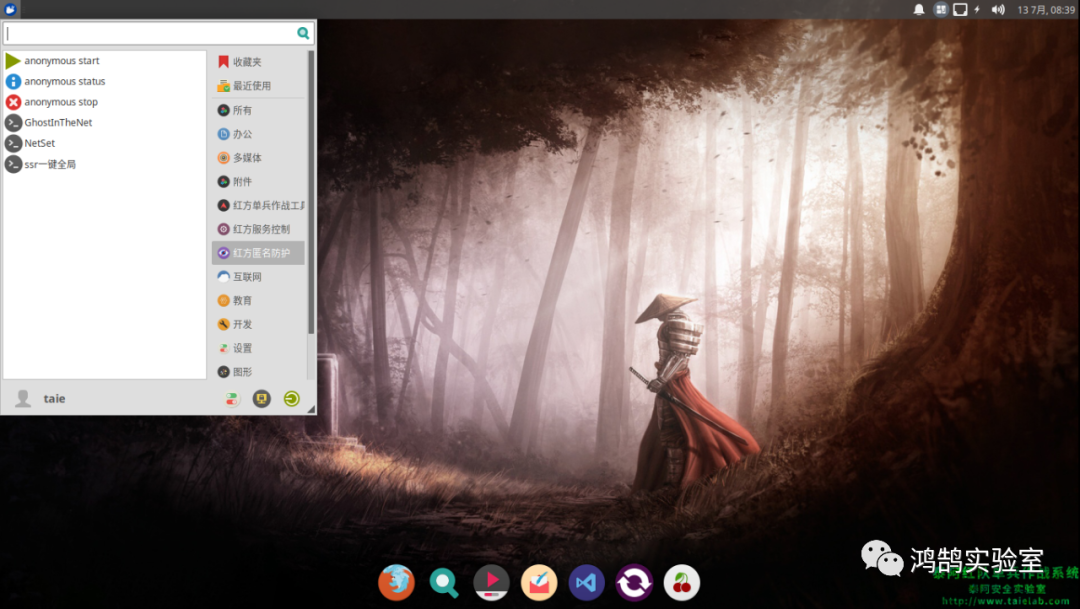 13 7月, 08:39
anonymous start
anonymous status
anonymous stop
GhostInTheNet
NetSet
ssr一键全局
收藏夹
最近使用
所有
办公
多媒体
附件
红方单兵作战工具
红方服务控制
红方匿名防护
互联网
教育
开发
设置
图形
taie
鸿鹄实验室
泰阿红队单兵作战系统
泰阿安全实验室
http://www.taielab.com